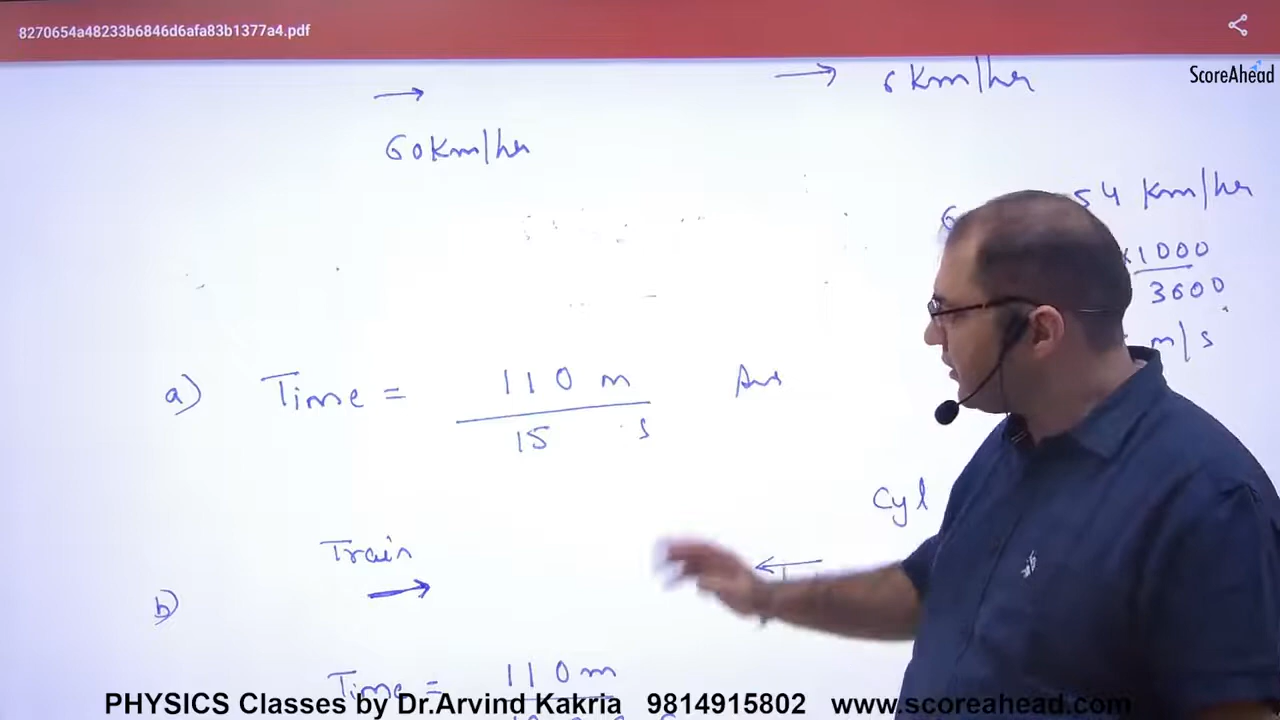 8270654a48233b6846d6afa83b1377a4.pdf
ScoreAhead
6 Km/hr
60 Km/hr
54 Km/hr
×1000
3600
m/s
a) Time = 110 m Ans
15 s
Cyl
Train
b)
Time = 110 m
PHYSICS Classes by Dr.Arvind Kakria 9814915802 www.scoreahead.com